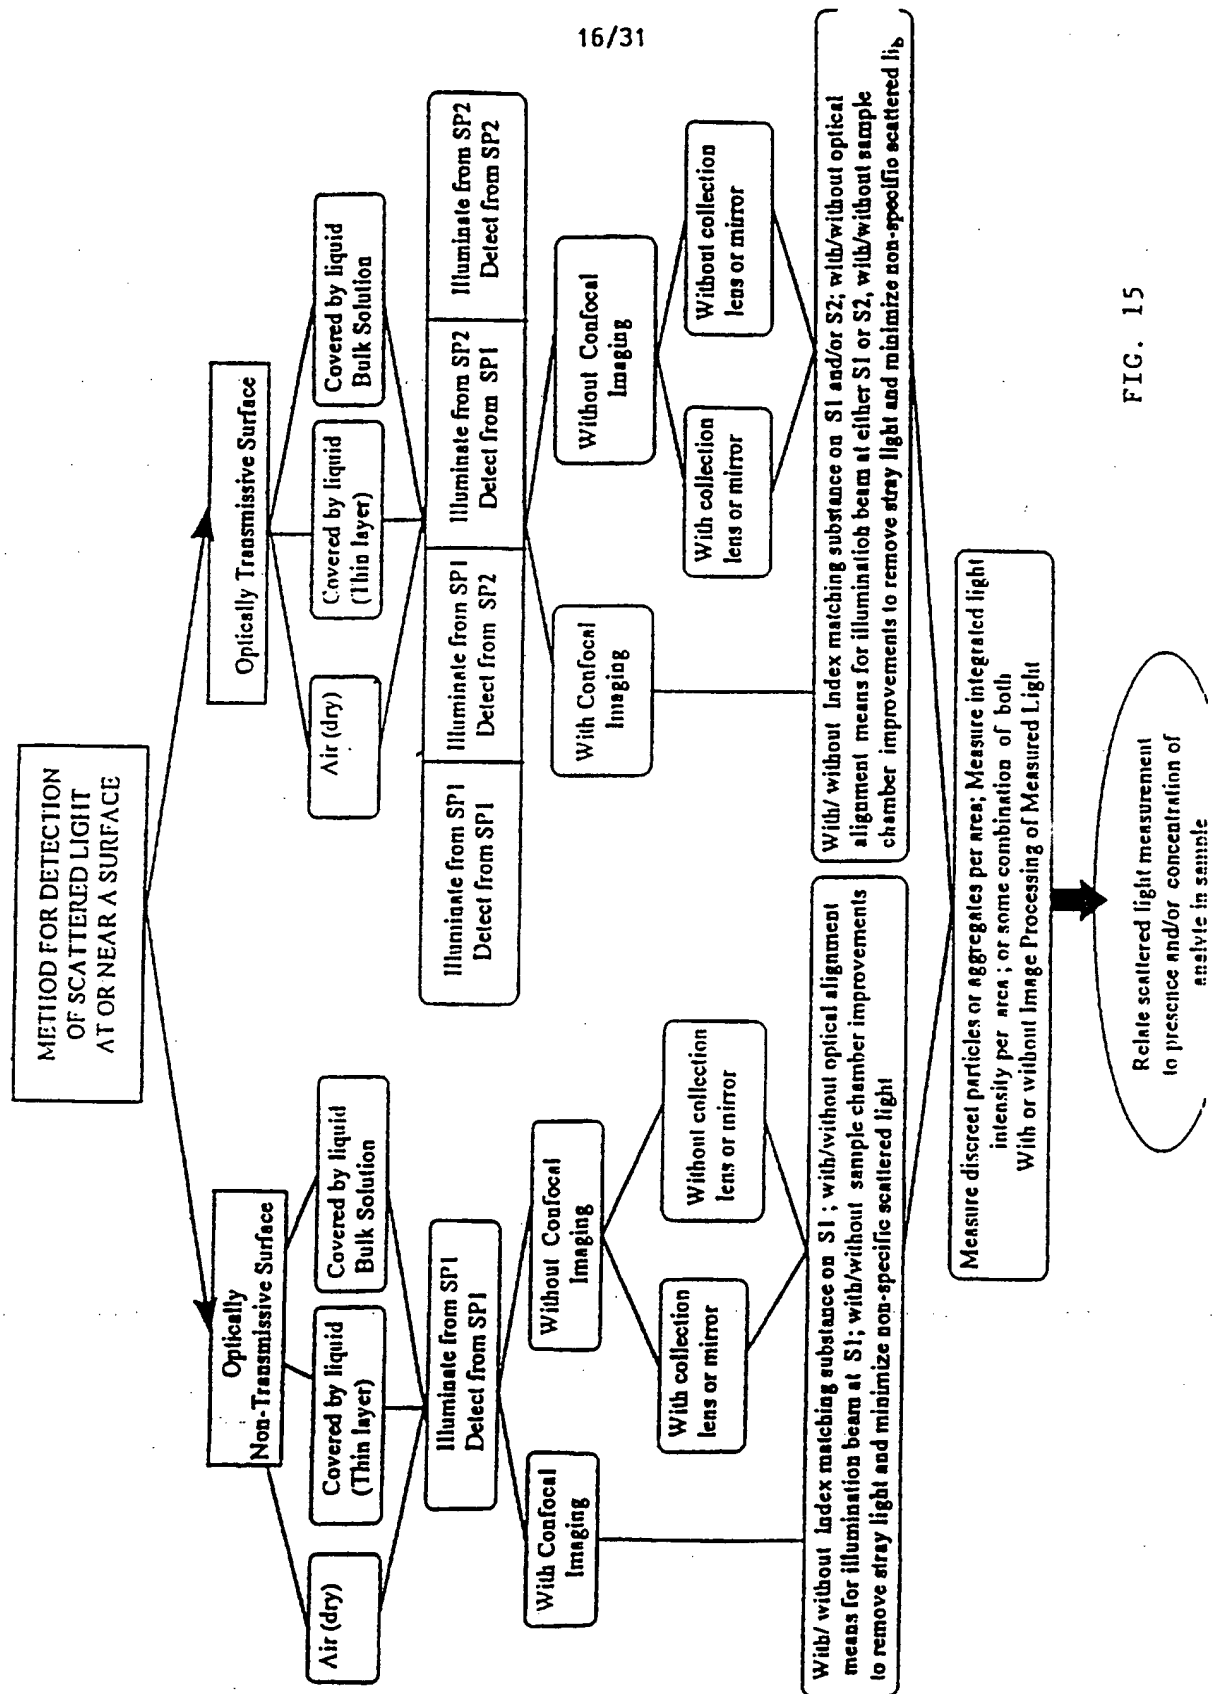 16/31
METHOD FOR DETECTION
OF SCATTERED LIGHT
AT OR NEAR A SURFACE
Optically
Non-Transmissive Surface
Air (dry)
Covered by liquid
(Thin layer)
Covered by liquid
Bulk Solution
Illuminate from SP1
Detect from SP1
With Confocal
Imaging
Without Confocal
Imaging
With collection
lens or mirror
Without collection
lens or mirror
With/ without Index matching substance on S1 ; with/without optical alignment
means for illumination beam at S1; with/without sample chamber improvements
to remove stray light and minimize non-specific scattered light
Optically Transmissive Surface
Air (dry)
Covered by liquid
(Thin layer)
Covered by liquid
Bulk Solution
Illuminate from SP1
Detect from SP1
Illuminate from SP1
Detect from SP2
Illuminate from SP2
Detect from SP1
Illuminate from SP2
Detect from SP2
With Confocal
Imaging
Without Confocal
Imaging
With collection
lens or mirror
Without collection
lens or mirror
With/ without Index matching substance on S1 and/or S2; with/without optical
alignment means for illumination beam at either S1 or S2, with/without sample
chamber improvements to remove stray light and minimize non-specific scattered
Measure discreet particles or aggregates per area; Measure integrated light
intensity per area ; or some combination of both
With or without Image Processing of Measured Light
Relate scattered light measurement
to presence and/or concentration of
analyte in sample
FIG. 15